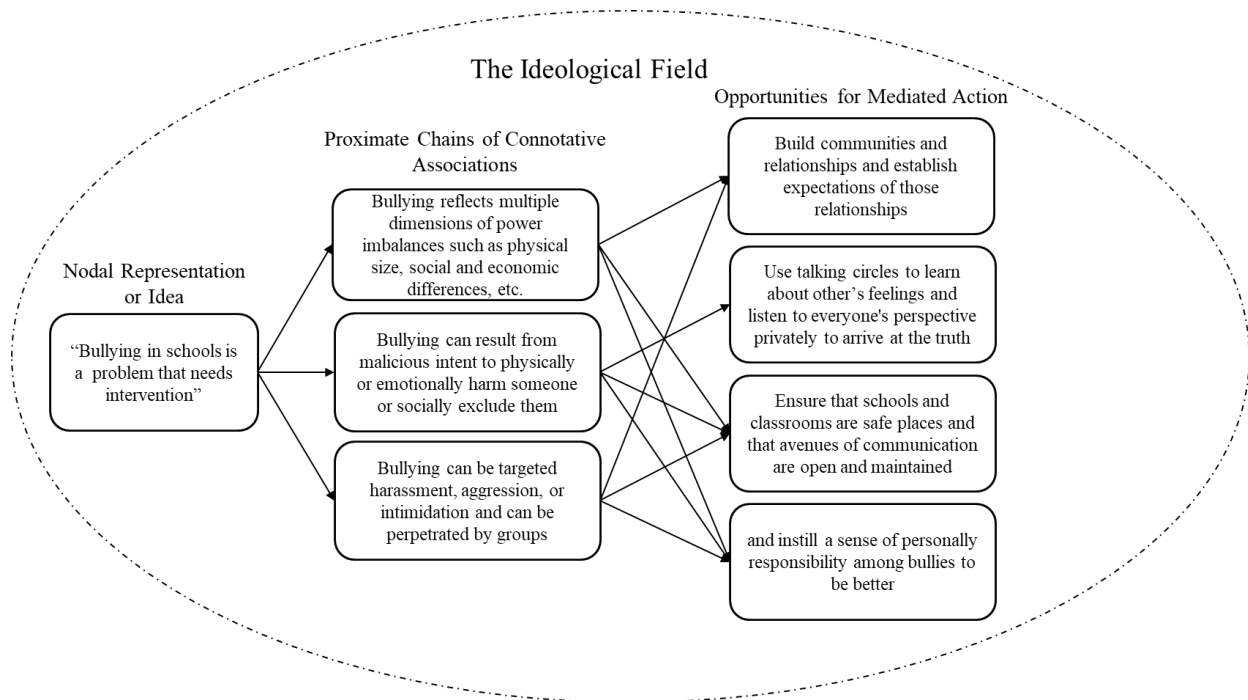 The Ideological Field
Nodal Representation
or Idea
“Bullying in schools is
a problem that needs
intervention”
Proximate Chains of Connotative
Associations
Bullying reflects multiple
dimensions of power
imbalances such as physical
size, social and economic
differences, etc.
Bullying can result from
malicious intent to physically
or emotionally harm someone
or socially exclude them
Bullying can be targeted
harassment, aggression, or
intimidation and can be
perpetrated by groups
Opportunities for Mediated Action
Build communities and
relationships and establish
expectations of those
relationships
Use talking circles to learn
about other’s feelings and
listen to everyone's perspective
privately to arrive at the truth
Ensure that schools and
classrooms are safe places and
that avenues of communication
are open and maintained
and instill a sense of personally
responsibility among bullies to
be better